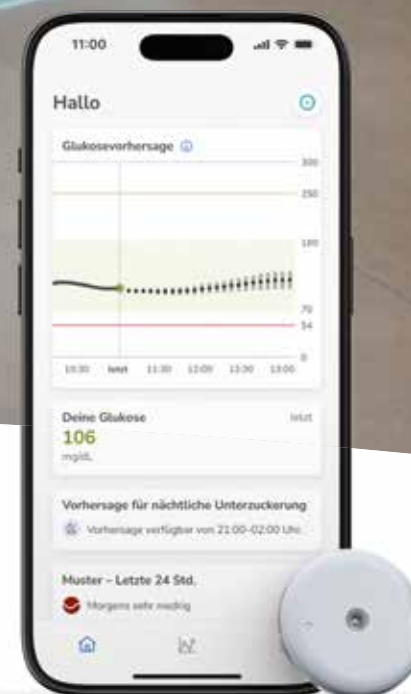 11:00
Hallo
Glukosevorhersage
300
250
180
70
54
0
10:30 Jetzt 11:30 12:00 12:30 13:00
Deine Glukose Jetzt
106
mg/dL
Vorhersage für nächtliche Unterzuckerung
Vorhersage verfügbar von 21:00-02:00 Uhr
Muster – Letzte 24 Std.
Morgens sehr niedrig